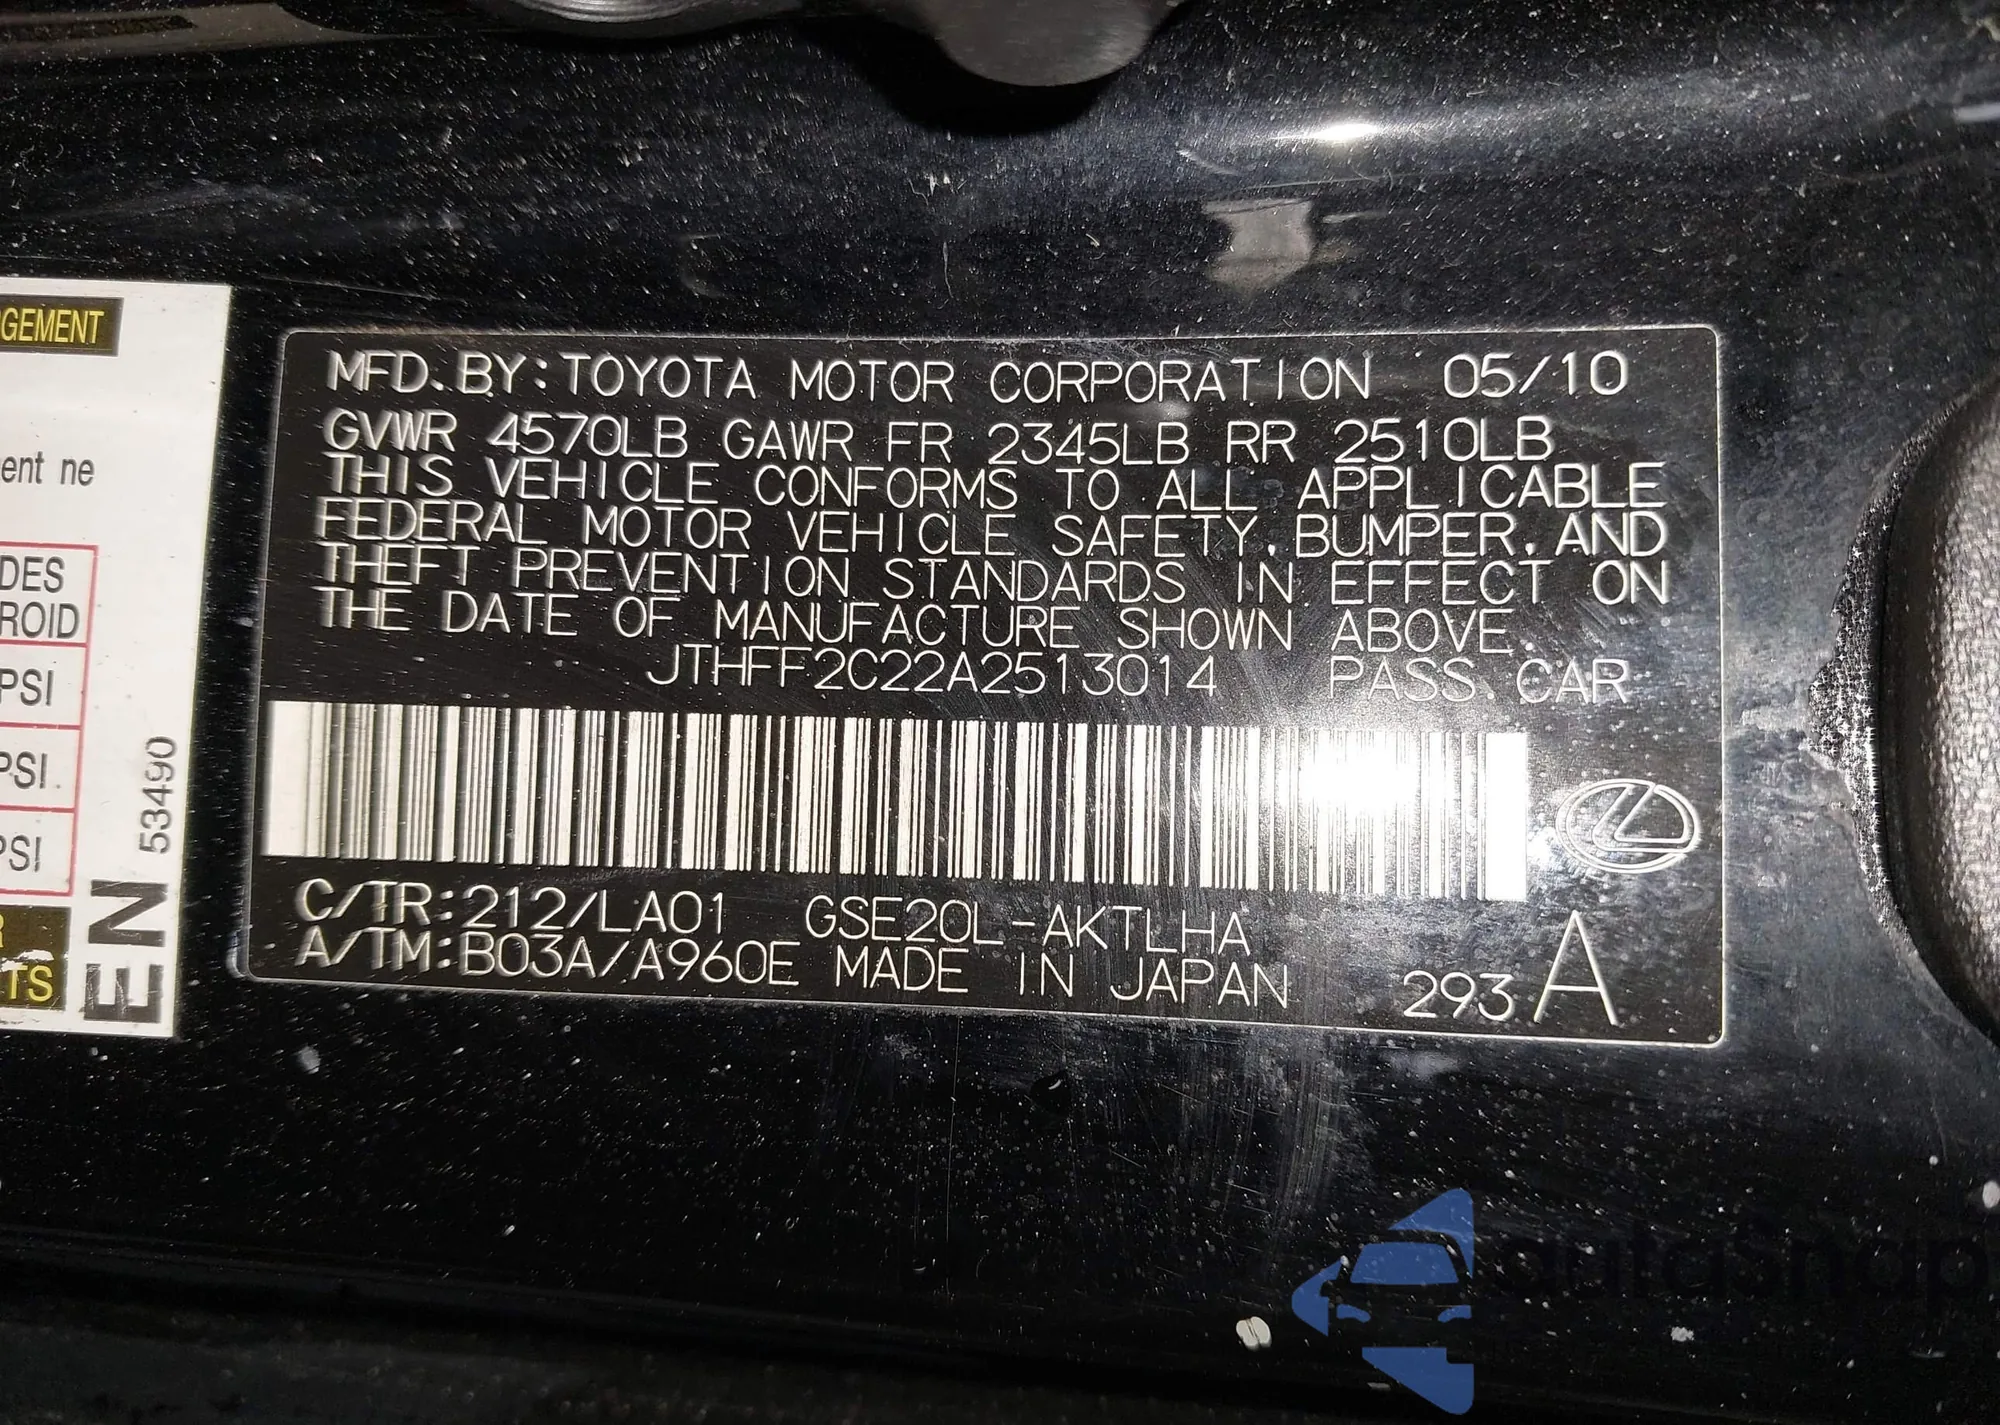 GEMENT
ent ne
DES
ROID
PSI
PSI
PSI
R
TS
EN
53490
MFD.BY:TOYOTA MOTOR CORPORATION 05/10
GVWR 4570LB GAWR FR 2345LB RR 2510LB
THIS VEHICLE CONFORMS TO ALL APPLICABLE
FEDERAL MOTOR VEHICLE SAFETY, BUMPER, AND
THEFT PREVENTION STANDARDS IN EFFECT ON
THE DATE OF MANUFACTURE SHOWN ABOVE
JTHFF2C22A2513014 PASS. CAR
C/TR:212/LA01 GSE20L-AKTLHA
A/TM:B03A/A960E MADE IN JAPAN 293 A
autosnap